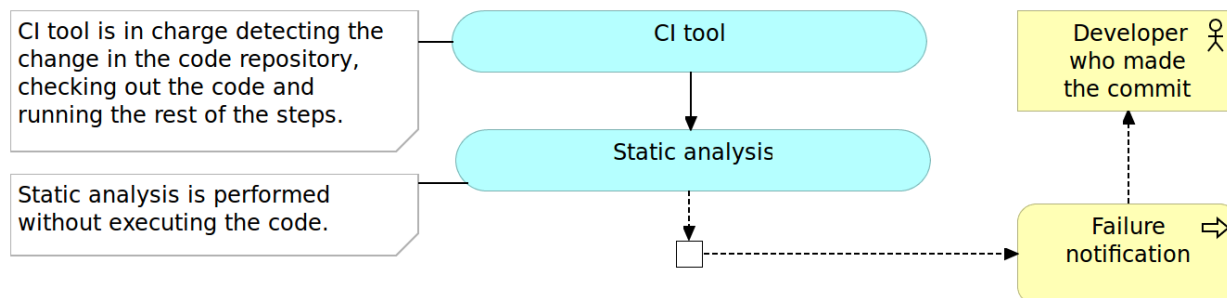 CI tool is in charge detecting the
change in the code repository,
checking out the code and
running the rest of the steps.
CI tool
Developer
who made
the commit
Static analysis
Static analysis is performed
without executing the code.
Failure
notification